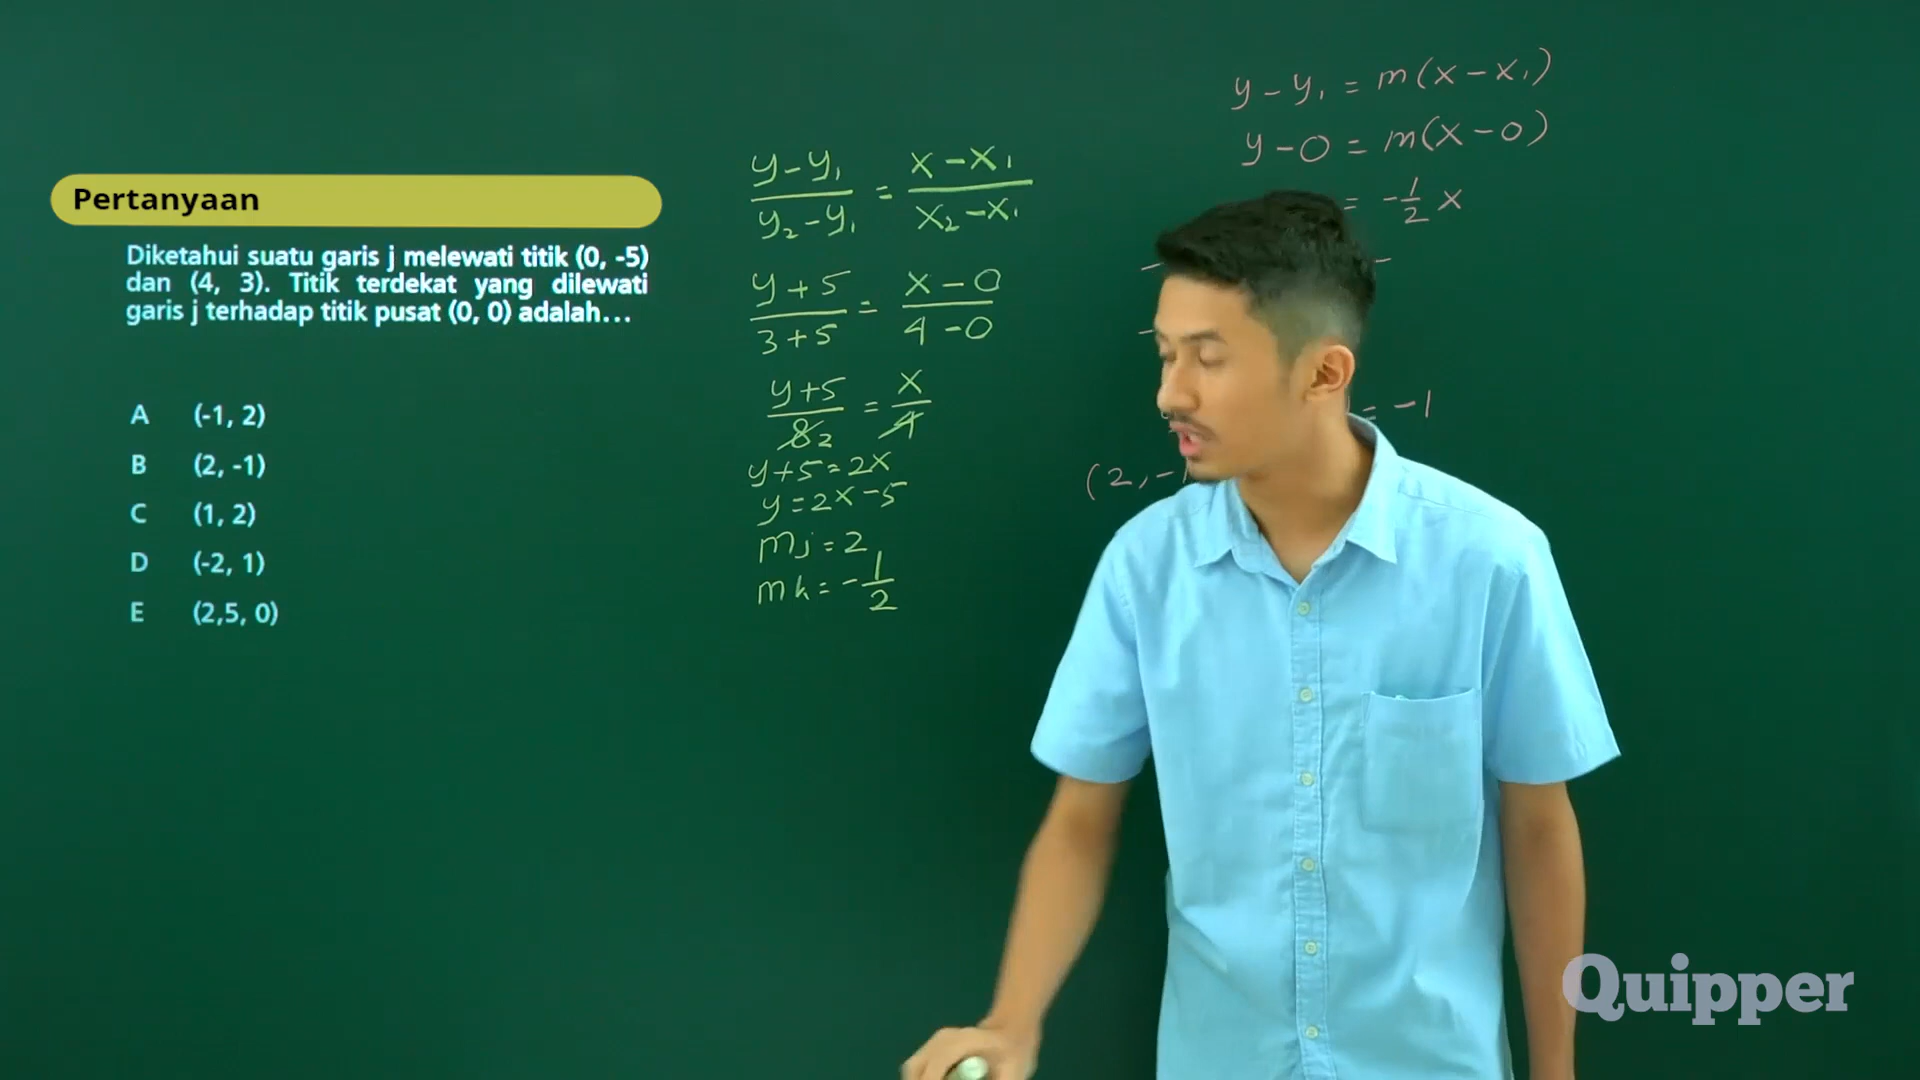 Pertanyaan
Diketahui suatu garis j melewati titik (0, -5)
dan (4, 3). Titik terdekat yang dilewati
garis j terhadap titik pusat (0, 0) adalah...
A (-1, 2)
B (2, -1)
C (1, 2)
D (-2, 1)
E (2,5, 0)
y-y₁/y₂-y₁ = x-x₁/x₂-x₁
y+5/3+5 = x-0/4-0
y+5/8 2 = x/4
y+5=2x
y=2x-5
mj=2
mk=-1/2
y-y₁=m(x-x₁)
y-0=m(x-0)
=-1/2 x
=-1
(2,-
Quipper